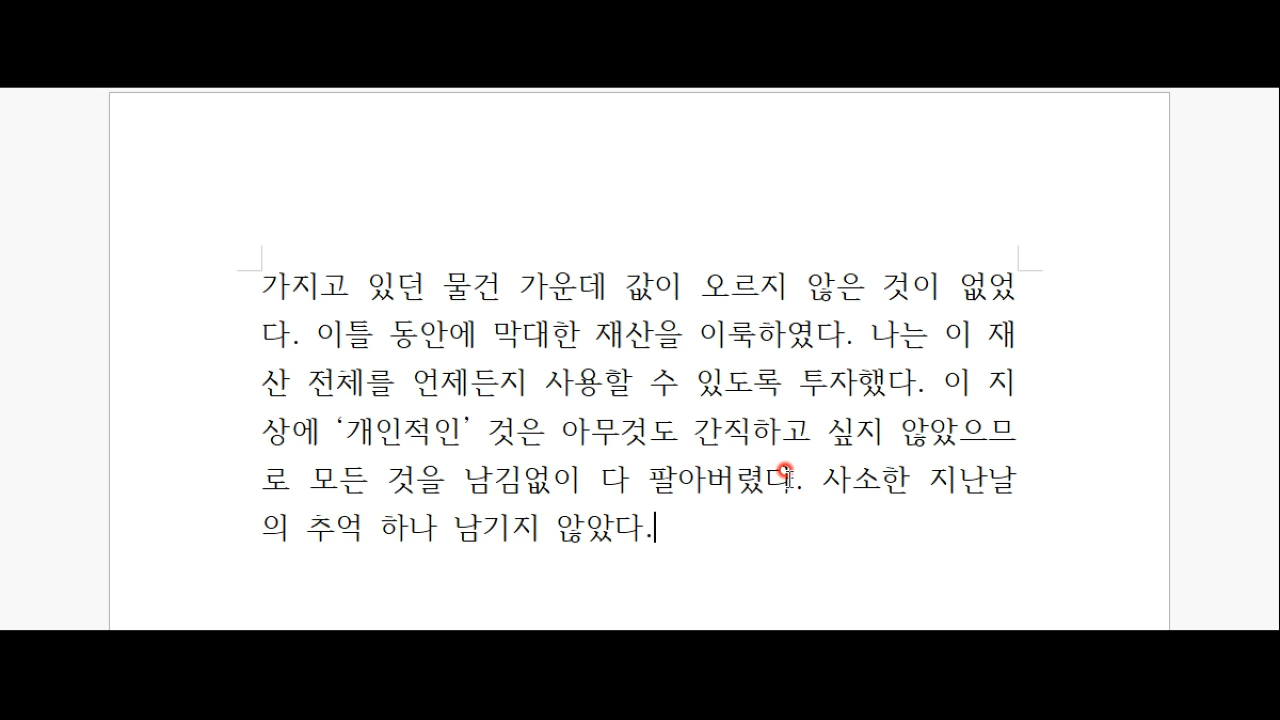 가지고 있던 물건 가운데 값이 오르지 않은 것이 없었
다. 이틀 동안에 막대한 재산을 이룩하였다. 나는 이 재
산 전체를 언제든지 사용할 수 있도록 투자했다. 이 지
상에 ‘개인적인’ 것은 아무것도 간직하고 싶지 않았으므
로 모든 것을 남김없이 다 팔아버렸다. 사소한 지난날
의 추억 하나 남기지 않았다.